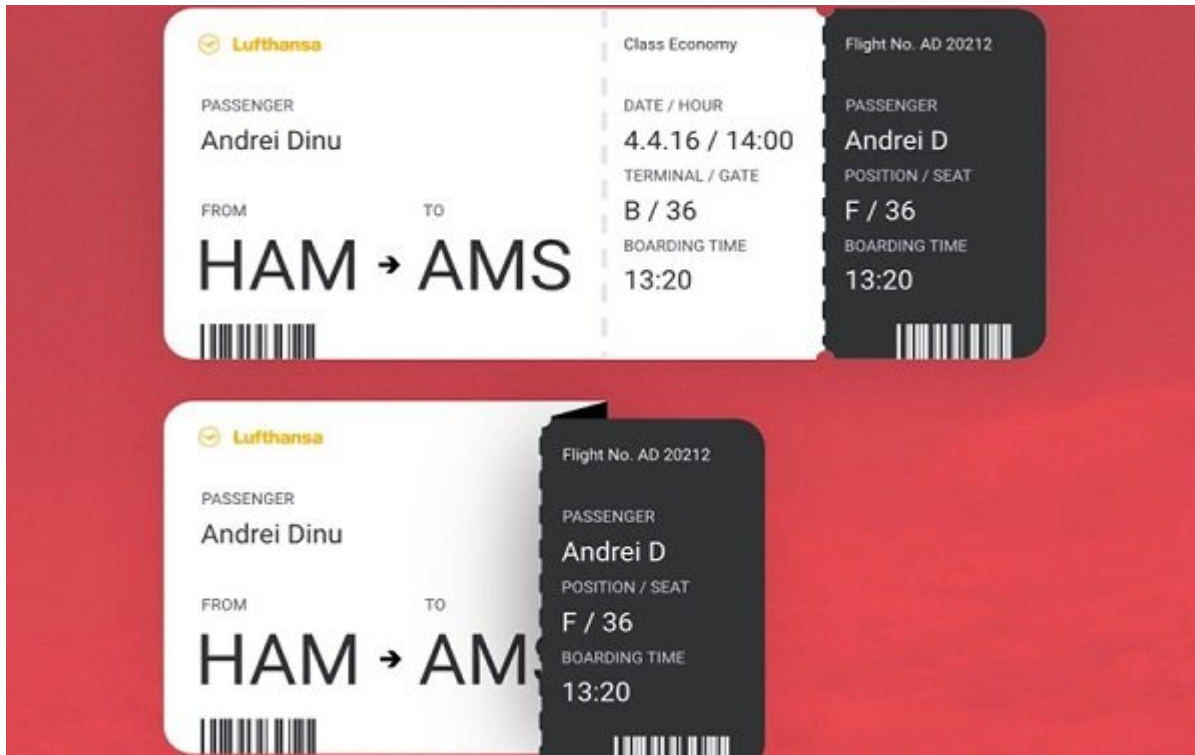 Lufthansa
PASSENGER
Andrei Dinu
FROM TO
HAM → AMS
Class Economy
DATE / HOUR
4.4.16 / 14:00
TERMINAL / GATE
B / 36
BOARDING TIME
13:20
Flight No. AD 20212
PASSENGER
Andrei D
POSITION / SEAT
F / 36
BOARDING TIME
13:20
Lufthansa
PASSENGER
Andrei Dinu
FROM TO
HAM → AMS
Flight No. AD 20212
PASSENGER
Andrei D
POSITION / SEAT
F / 36
BOARDING TIME
13:20